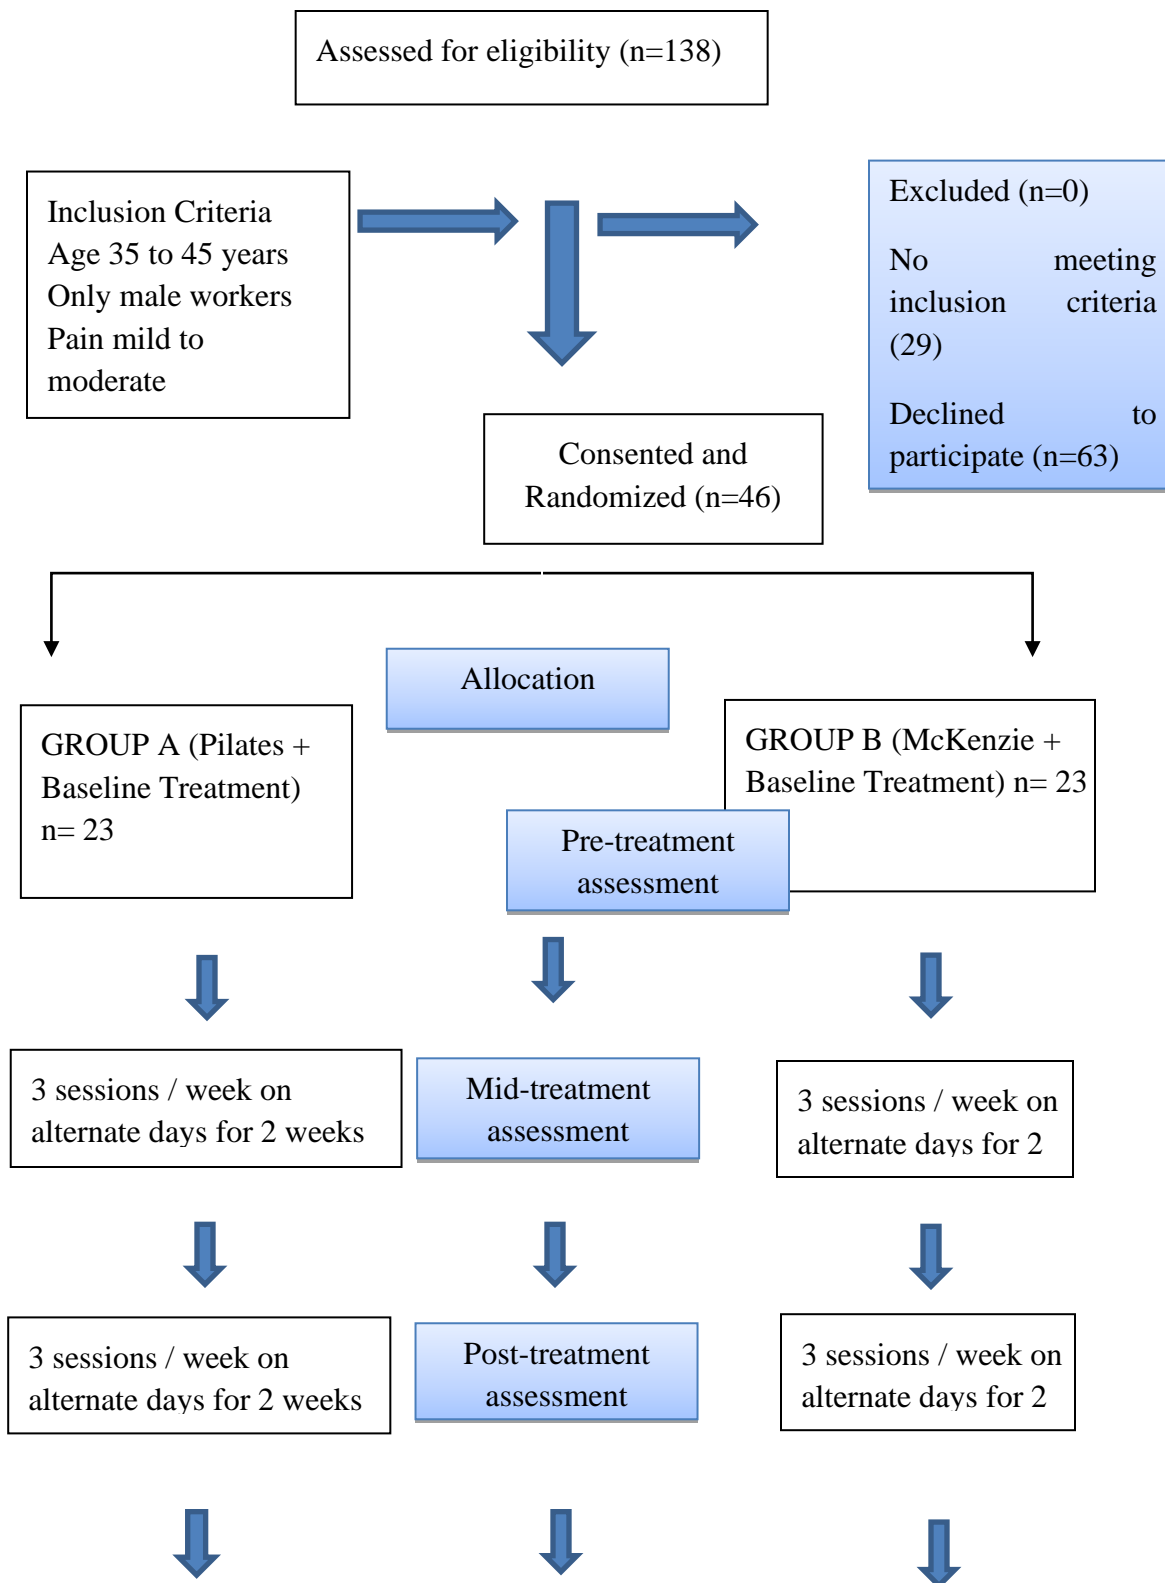 Assessed for eligibility (n=138)
Inclusion Criteria
Age 35 to 45 years
Only male workers
Pain mild to
moderate
Excluded (n=0)
No meeting
inclusion criteria
(29)
Declined to
participate (n=63)
Consented and
Randomized (n=46)
Allocation
GROUP A (Pilates +
Baseline Treatment)
n= 23
GROUP B (McKenzie +
Baseline Treatment) n= 23
Pre-treatment
assessment
3 sessions / week on
alternate days for 2 weeks
Mid-treatment
assessment
3 sessions / week on
alternate days for 2
3 sessions / week on
alternate days for 2 weeks
Post-treatment
assessment
3 sessions / week on
alternate days for 2